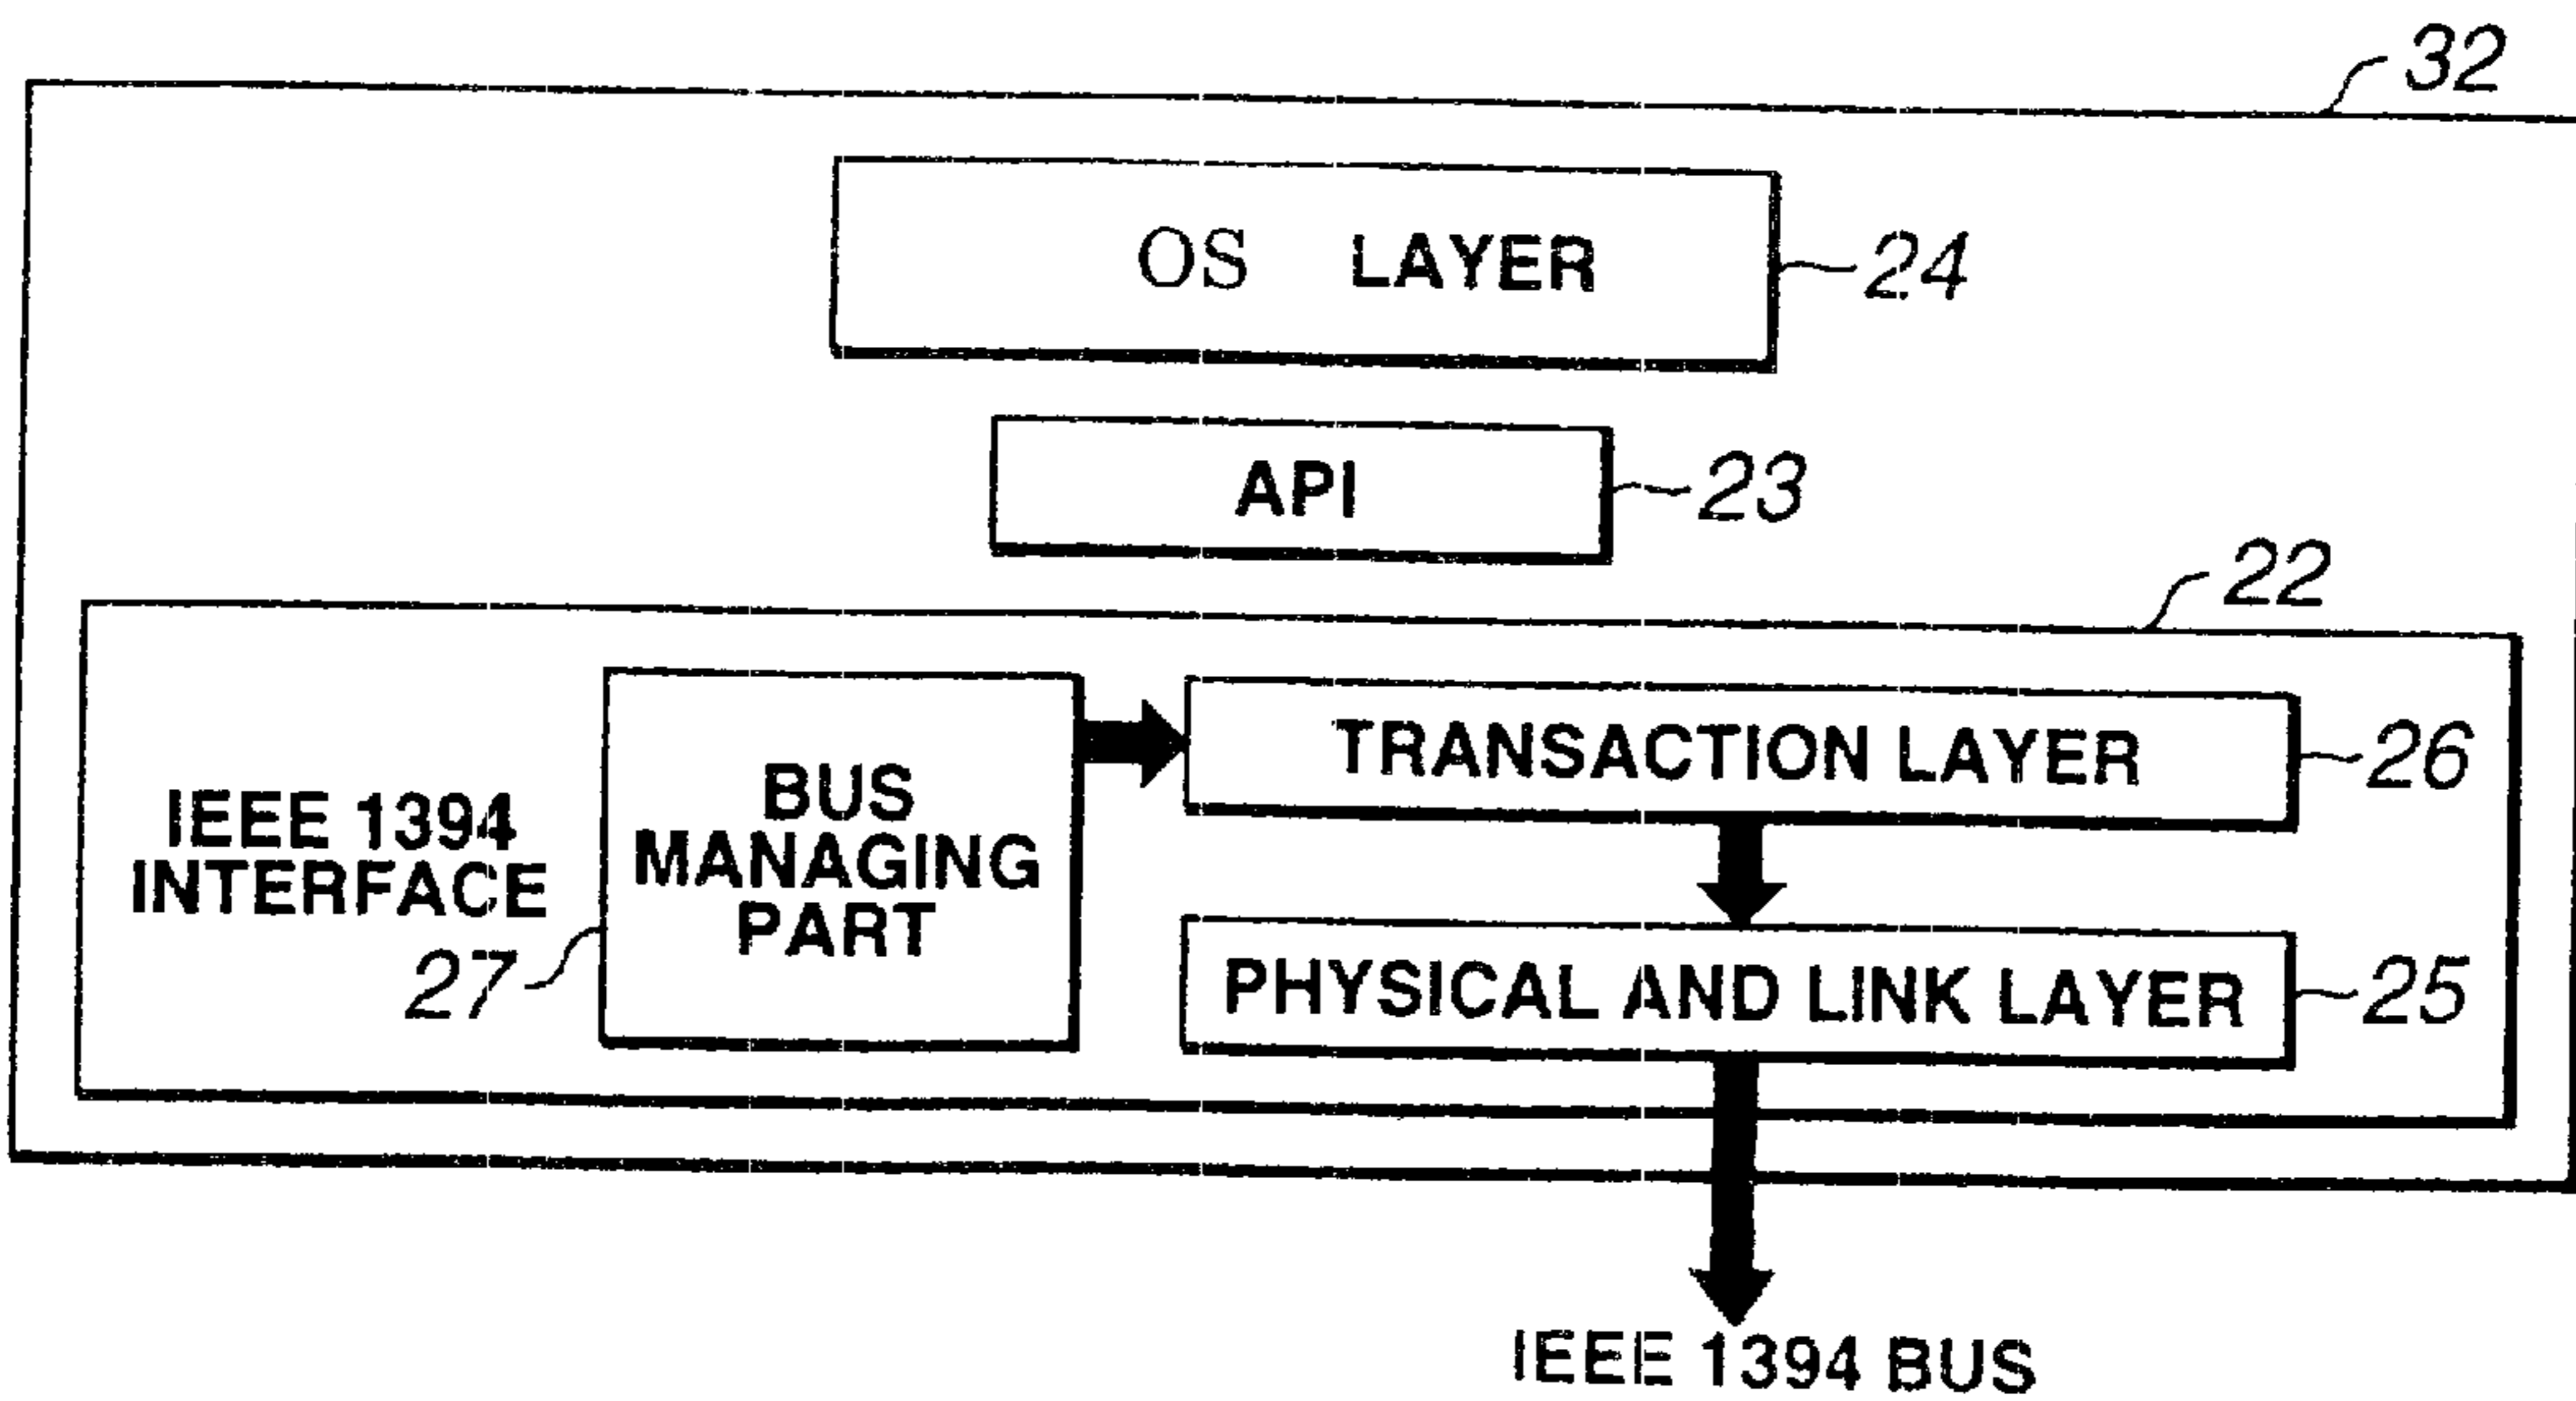 32
OS LAYER
24
API
23
22
IEEE 1394
INTERFACE
27
BUS
MANAGING
PART
TRANSACTION LAYER
26
PHYSICAL AND LINK LAYER
25
IEEE 1394 BUS